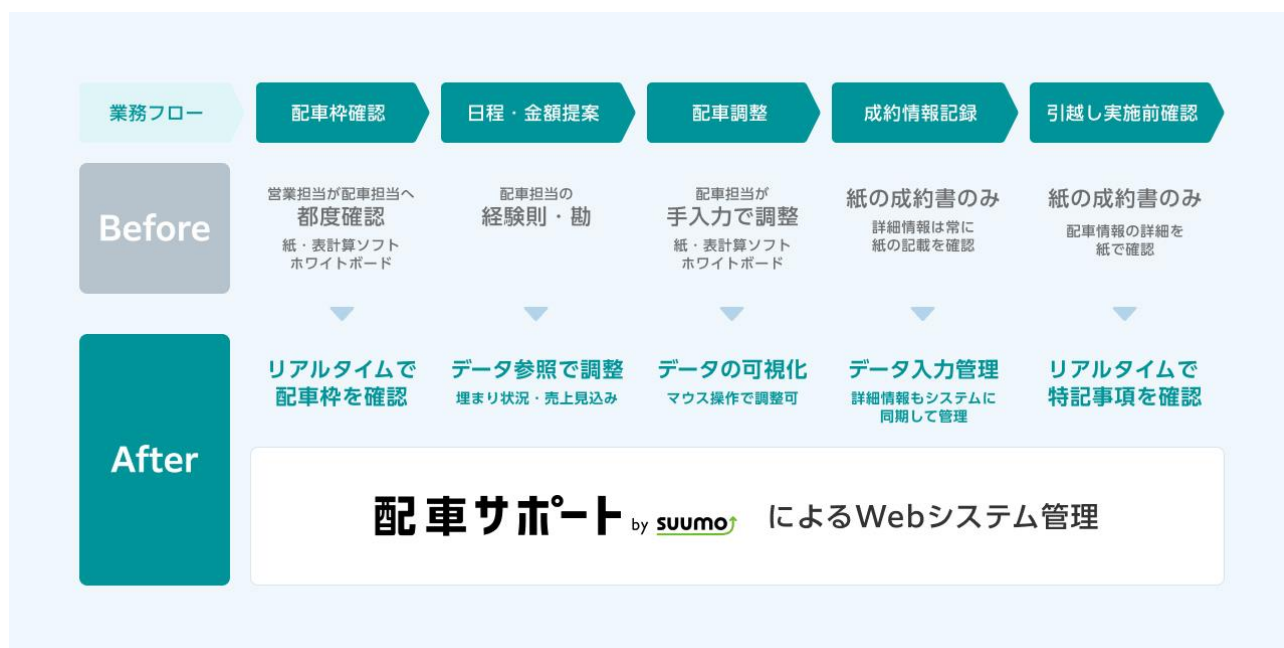 業務フロー
配車枠確認
日程・金額提案
配車調整
成約情報記録
引越し実施前確認
Before
営業担当が配車担当へ
都度確認
紙・表計算ソフト
ホワイトボード
配車担当の
経験則・勘
配車担当が
手入力で調整
紙・表計算ソフト
ホワイトボード
紙の成約書のみ
詳細情報は常に
紙の記載を確認
紙の成約書のみ
配車情報の詳細を
紙で確認
After
リアルタイムで
配車枠を確認
データ参照で調整
埋まり状況・売上見込み
データの可視化
マウス操作で調整可
データ入力管理
詳細情報もシステムに
同期して管理
リアルタイムで
特記事項を確認
配車サポート by suumo によるWebシステム管理